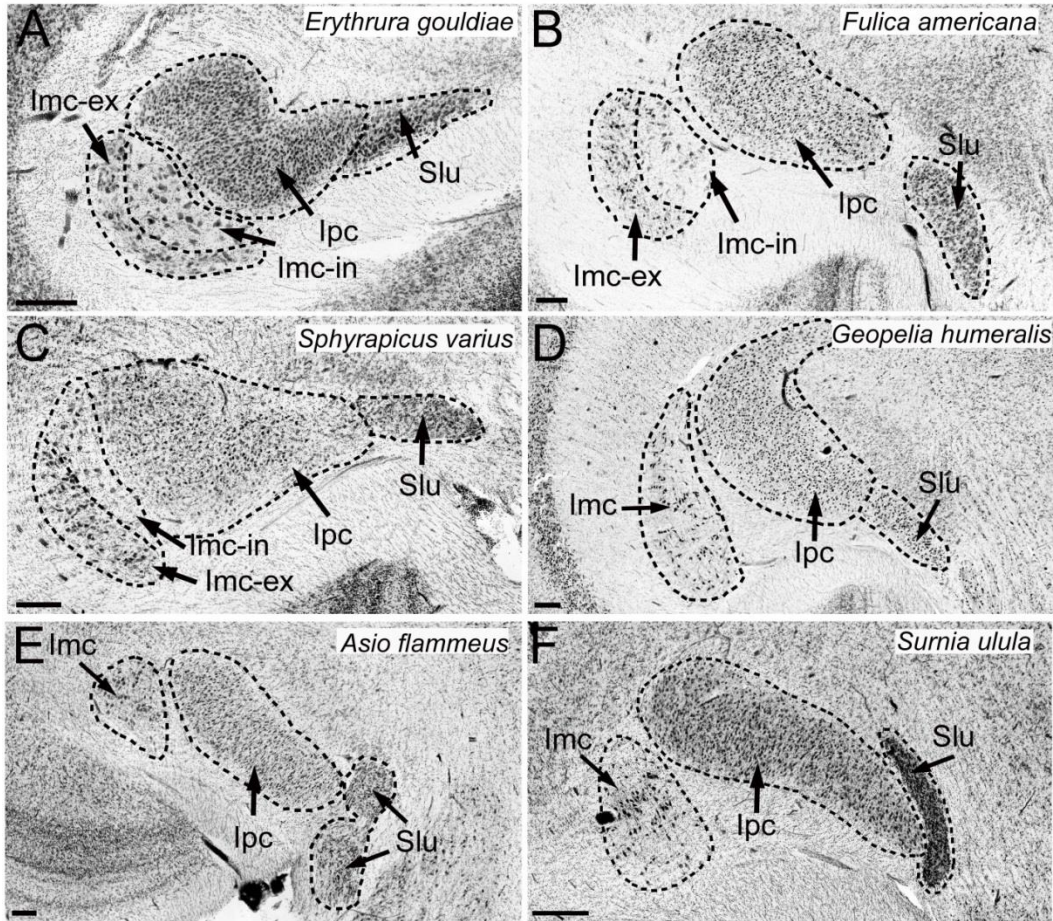 A
Erythrura gouldiae
Imc-ex
Slu
Ipc
Imc-in
B
Fulica americana
Slu
Ipc
Imc-in
Imc-ex
C
Sphyrapicus varius
Slu
Ipc
Imc-in
Imc-ex
D
Geopelia humeralis
Imc
Slu
Ipc
E
Asio flammeus
Imc
Ipc
Slu
F
Surnia ulula
Imc
Slu
Ipc